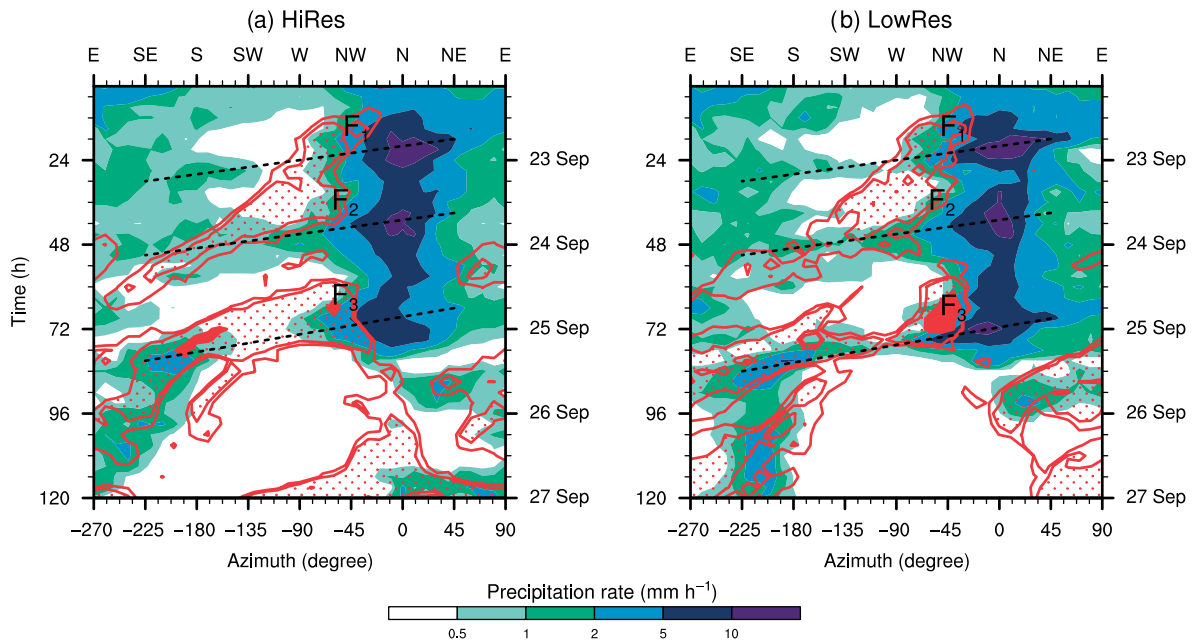 (a) HiRes
(b) LowRes
E SE S SW W NW N NE E
E SE S SW W NW N NE E
F1
F1
24
23 Sep
24
23 Sep
F2
F2
48
24 Sep
48
24 Sep
Time (h)
F3
F3
72
25 Sep
72
25 Sep
96
26 Sep
96
26 Sep
120
27 Sep
120
27 Sep
−270 −225 −180 −135 −90 −45 0 45 90
−270 −225 −180 −135 −90 −45 0 45 90
Azimuth (degree)
Azimuth (degree)
Precipitation rate (mm h⁻¹)
0.5 1 2 5 10